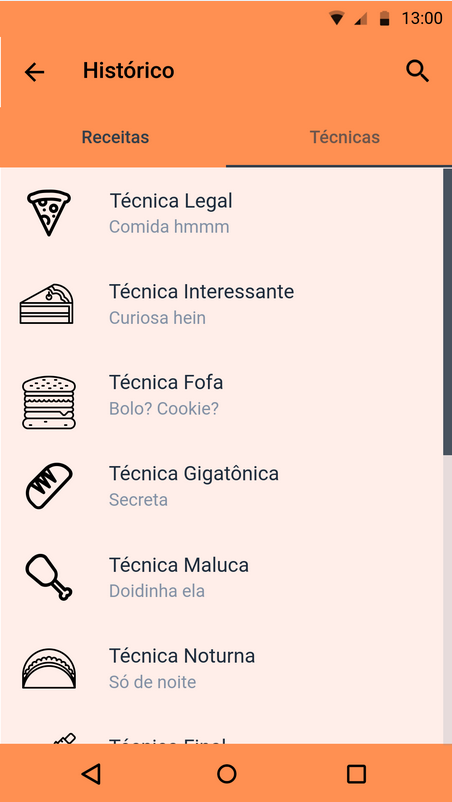 13:00
Histórico
Receitas
Técnicas
Técnica Legal
Comida hmmm
Técnica Interessante
Curiosa hein
Técnica Fofa
Bolo? Cookie?
Técnica Gigatônica
Secreta
Técnica Maluca
Doidinha ela
Técnica Noturna
Só de noite
Técnica Final